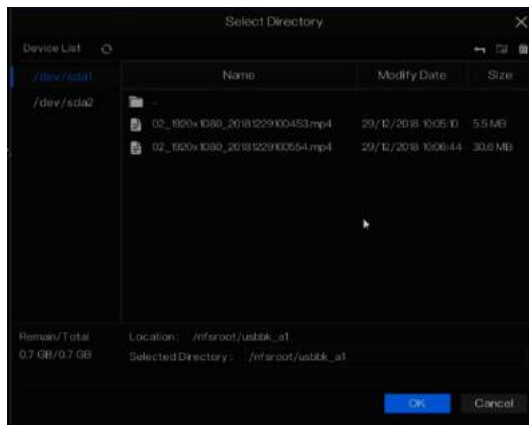 Select Directory
Device List
/dev/sda1 Name Modify Date Size
/dev/sda2
02_1920x1080_20181229100453.mp4 29/12/2018 10:05:10 5.5 MB
02_1920x1080_20181229100554.mp4 29/12/2018 10:06:44 30.6 MB
Remain/Total Location : /nfsroot/usbbk_a1
0.7 GB/0.7 GB Selected Directory : /nfsroot/usbbk_a1
OK Cancel